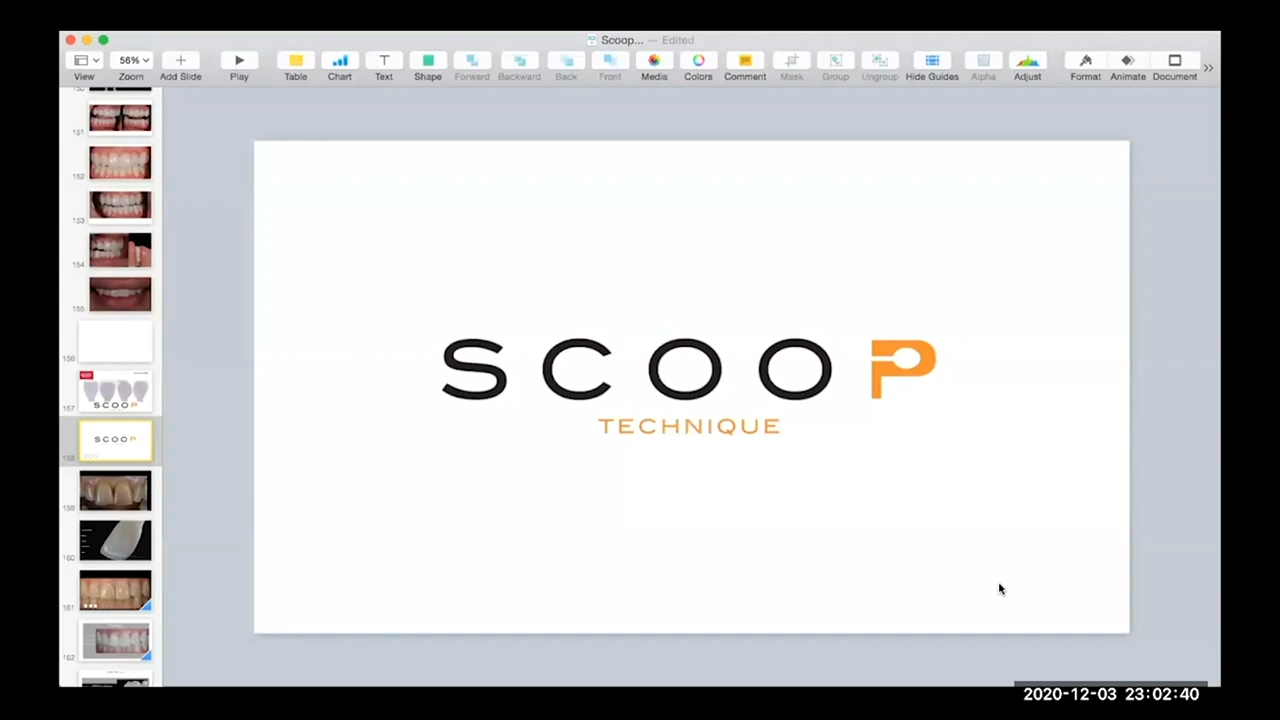 Scoop... — Edited
56%
View Zoom Add Slide Play Table Chart Text Shape Forward Backward Back Front Media Colors Comment Mask Group Ungroup Hide Guides Alpha Adjust Format Animate Document
151
152
153
154
155
156
157
SCOOP
158
SCOOP
159
160
161
162
SCOOP
TECHNIQUE
2020-12-03 23:02:40